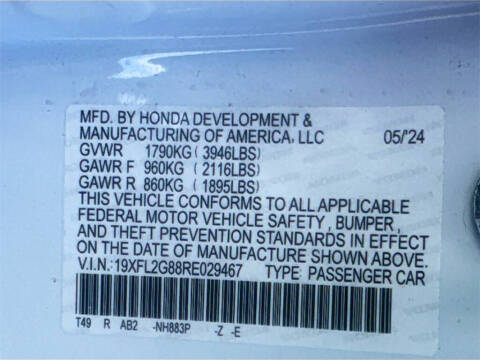 MFD. BY HONDA DEVELOPMENT &
MANUFACTURING OF AMERICA, LLC 05/'24
GVWR 1790KG ( 3946LBS)
GAWR F 960KG ( 2116LBS)
GAWR R 860KG ( 1895LBS)
THIS VEHICLE CONFORMS TO ALL APPLICABLE
FEDERAL MOTOR VEHICLE SAFETY , BUMPER,
AND THEFT PREVENTION STANDARDS IN EFFECT
ON THE DATE OF MANUFACTURE SHOWN ABOVE.
V.I.N.: 19XFL2G88RE029467 TYPE: PASSENGER CAR
T49 R AB2 -NH883P -Z -E